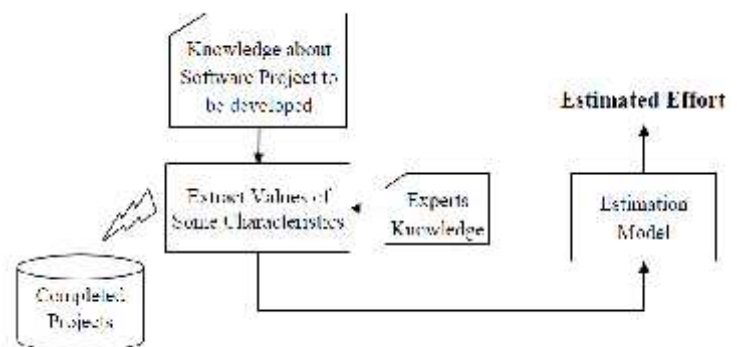 Knowledge about
Software Project to
be developed
Estimated Effort
Extract Values of
Some Characteristics
Experts
Knowledge
Estimation
Model
Completed
Projects